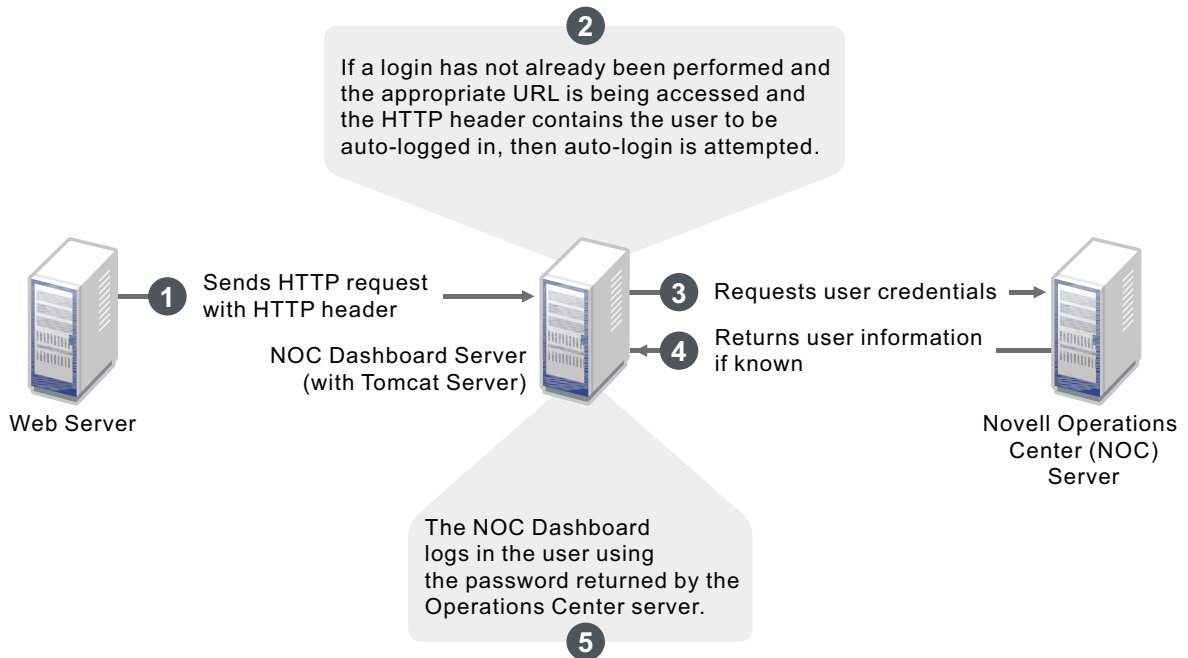 2
If a login has not already been performed and
the appropriate URL is being accessed and
the HTTP header contains the user to be
auto-logged in, then auto-login is attempted.
1
Sends HTTP request
with HTTP header
NOC Dashboard Server
(with Tomcat Server)
3
Requests user credentials
4
Returns user information
if known
Web Server
Novell Operations
Center (NOC)
Server
The NOC Dashboard
logs in the user using
the password returned by the
Operations Center server.
5